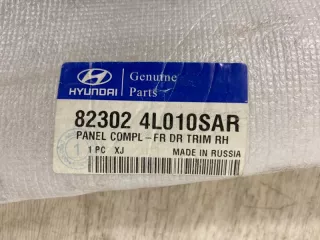 HYUNDAI
Genuine
Parts
82302 4L010SAR
PANEL COMPL-FR DR TRIM RH
1 PC XJ MADE IN RUSSIA